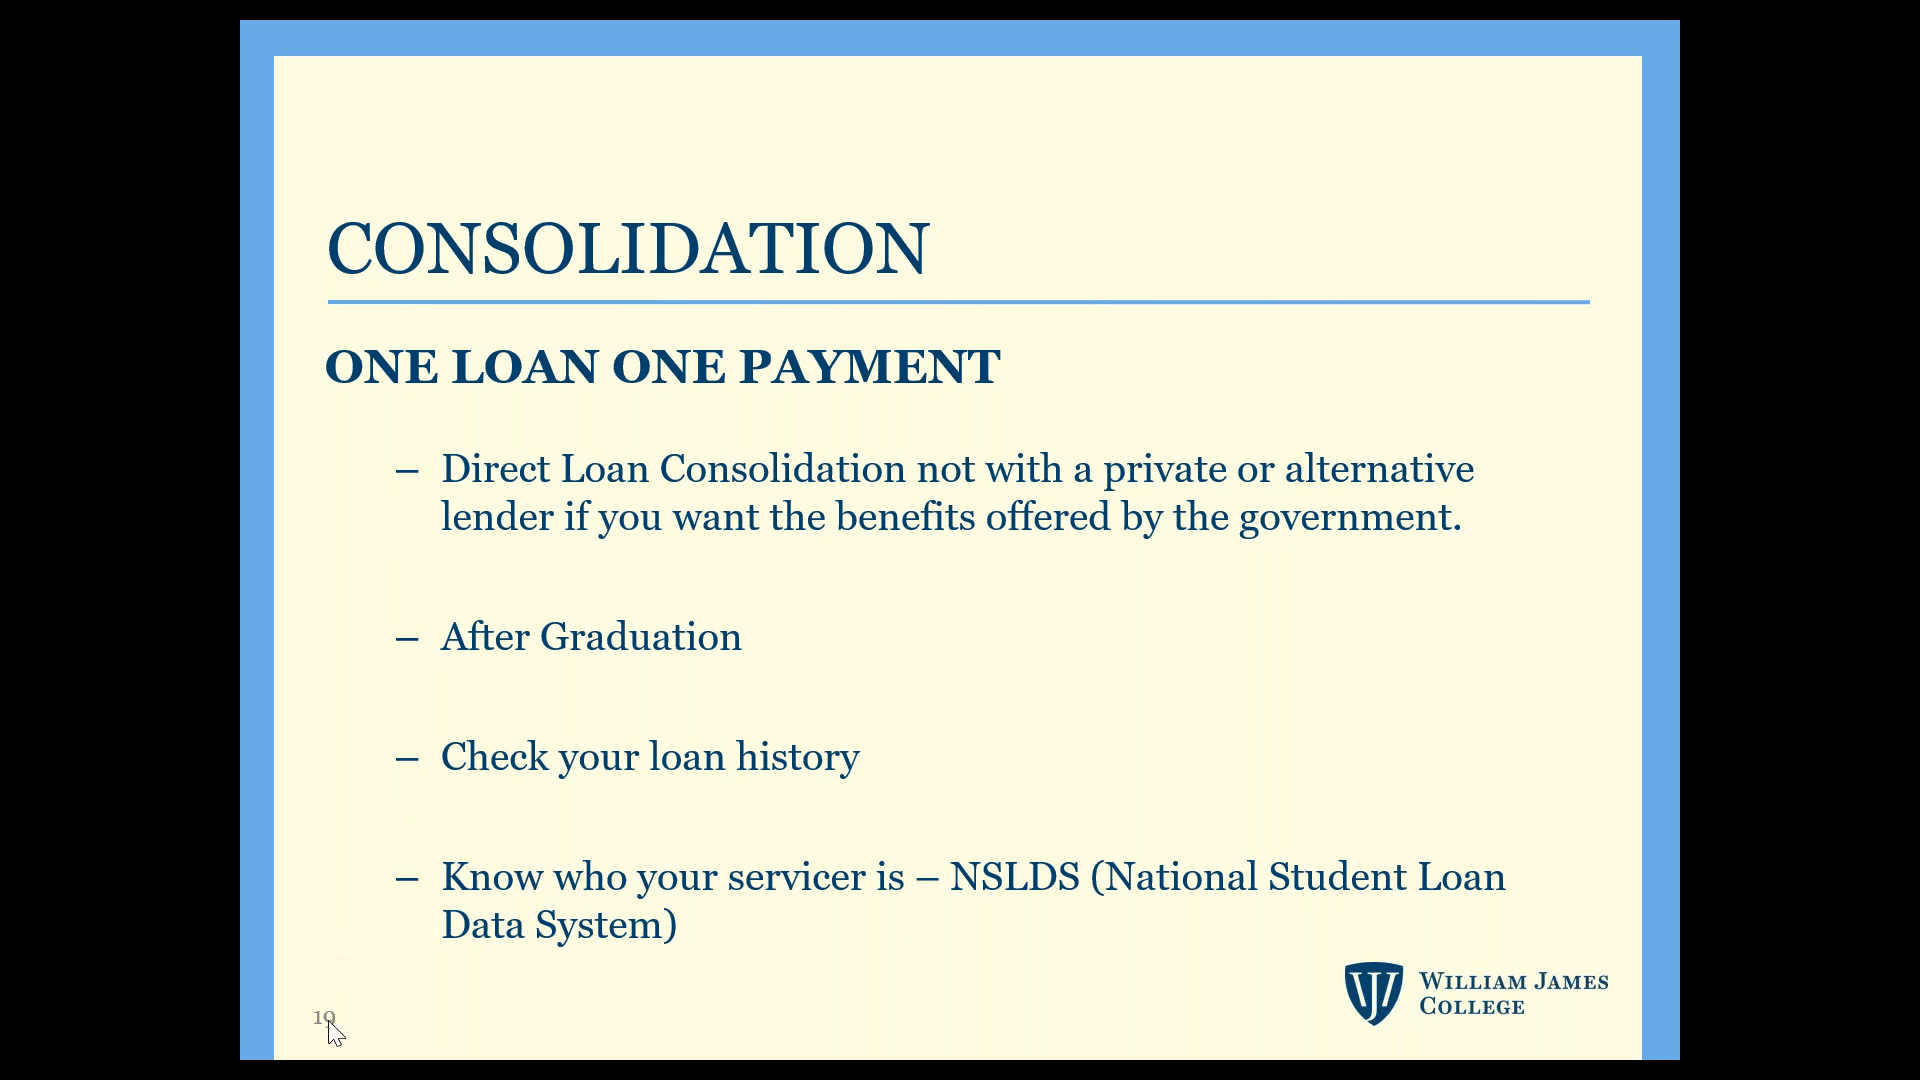 CONSOLIDATION
ONE LOAN ONE PAYMENT
– Direct Loan Consolidation not with a private or alternative
lender if you want the benefits offered by the government.
– After Graduation
– Check your loan history
– Know who your servicer is – NSLDS (National Student Loan
Data System)
19
WJ
WILLIAM JAMES
COLLEGE